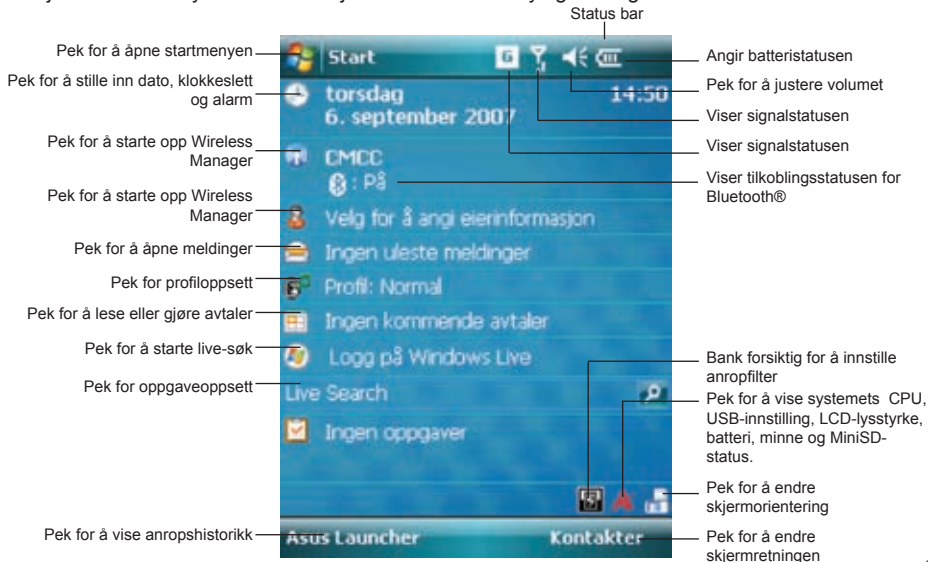 Status bar
Pek for å åpne startmenyen
Pek for å stille inn dato, klokkeslett
og alarm
Pek for å starte opp Wireless
Manager
Pek for å starte opp Wireless
Manager
Pek for å åpne meldinger
Pek for profiloppsett
Pek for å lese eller gjøre avtaler
Pek for å starte live-søk
Pek for oppgaveoppsett
Pek for å vise anropshistorikk
Start
G
torsdag
14:50
6. september 2007
CMCC
: På
Velg for å angi eierinformasjon
Ingen uleste meldinger
Profil: Normal
Ingen kommende avtaler
Logg på Windows Live
Live Search
Ingen oppgaver
Asus Launcher
Kontakter
Angir batteristatusen
Pek for å justere volumet
Viser signalstatusen
Viser signalstatusen
Viser tilkoblingsstatusen for
Bluetooth®
Bank forsiktig for å innstille
anropfilter
Pek for å vise systemets CPU,
USB-innstilling, LCD-lysstyrke,
batteri, minne og MiniSD-
status.
Pek for å endre
skjermorientering
Pek for å endre
skjermretningen